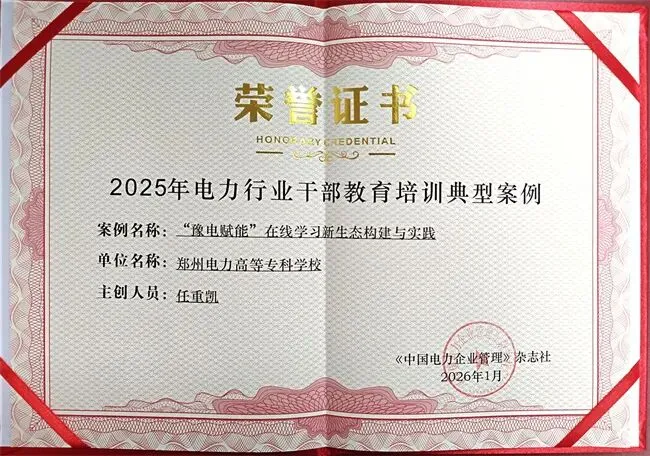 荣誉证书
HONORARY CREDENTIAL
2025年电力行业干部教育培训典型案例
案例名称：“豫电赋能”在线学习新生态构建与实践
单位名称：郑州电力高等专科学校
主创人员：任重凯
《中国电力企业管理》杂志社
2026年1月